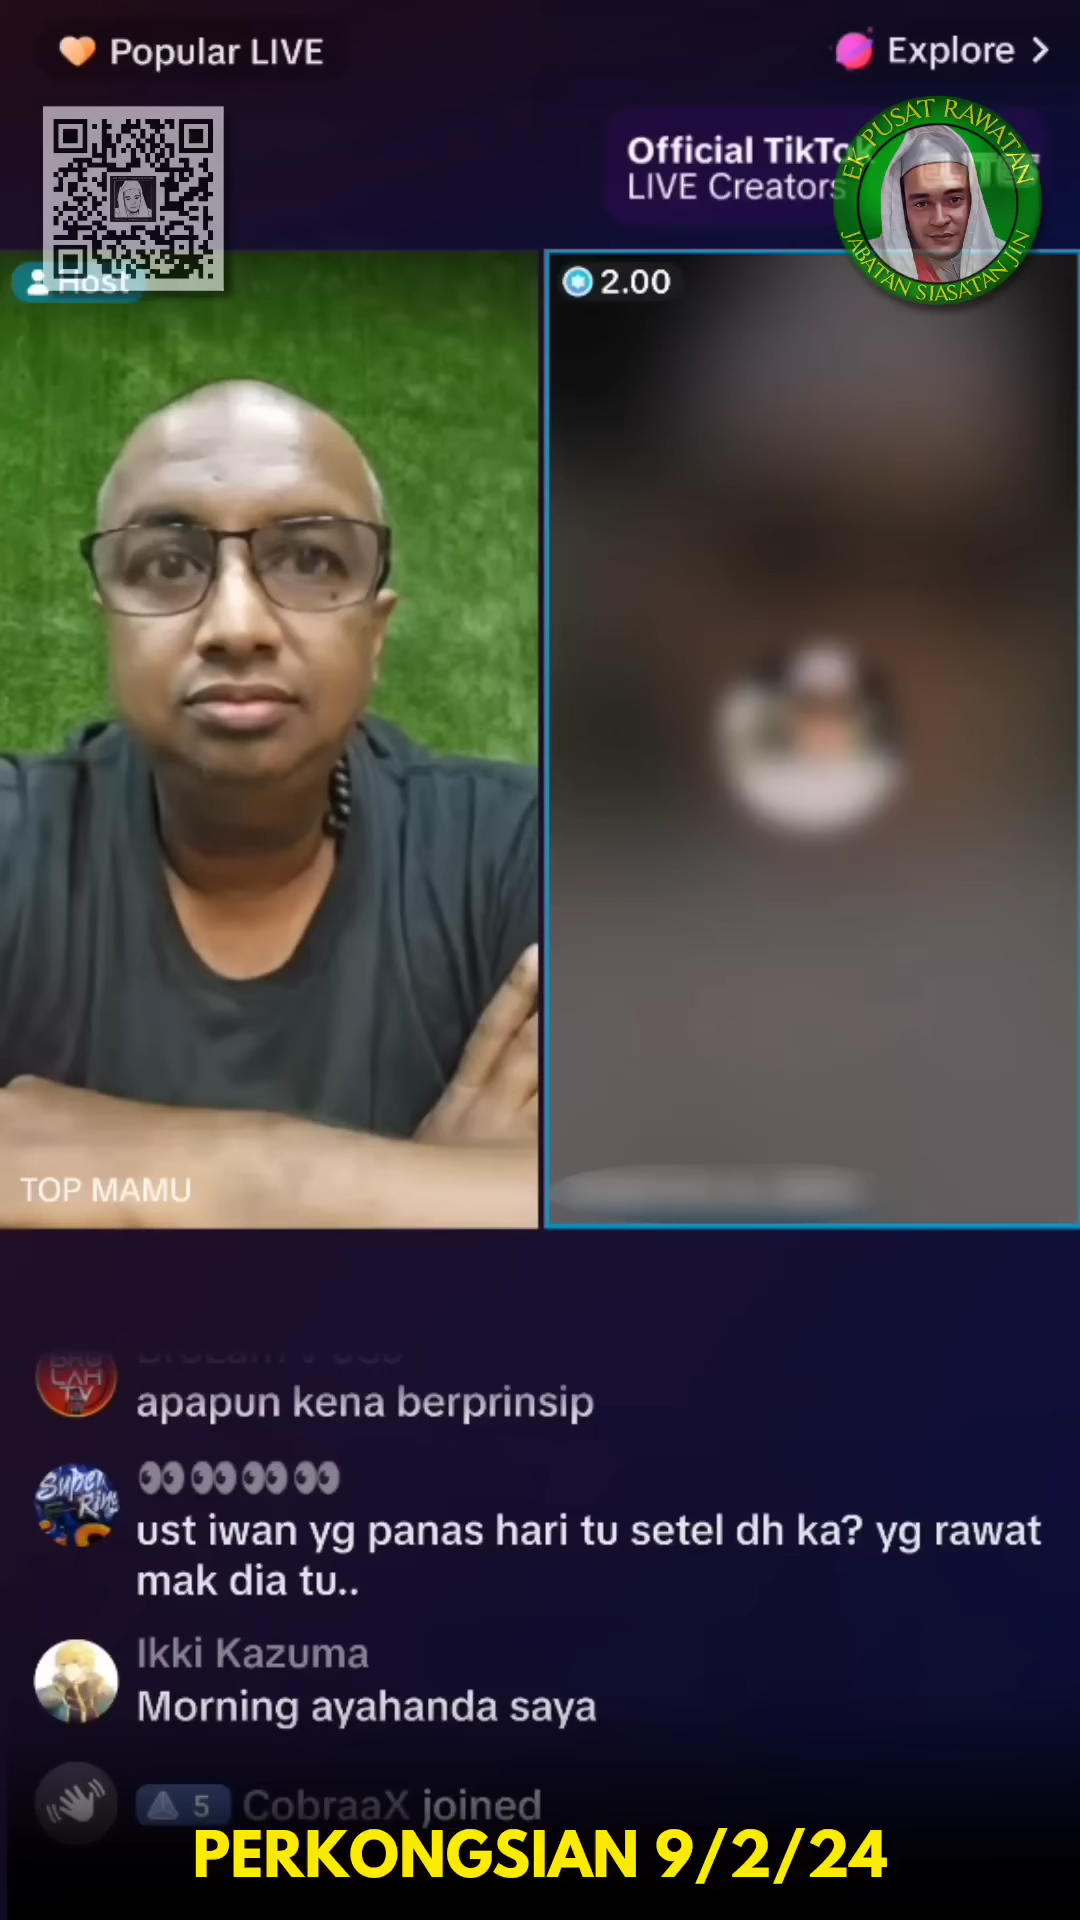 Popular LIVE
Explore >
Official TikTo
LIVE Creators
EK PUSAT RAWATAN
JABATAN SIASATAN JIN
Host
2.00
TOP MAMU
apapun kena berprinsip
👀👀👀👀
ust iwan yg panas hari tu setel dh ka? yg rawat
mak dia tu..
Ikki Kazuma
Morning ayahanda saya
5 CobraaX joined
PERKONGSIAN 9/2/24